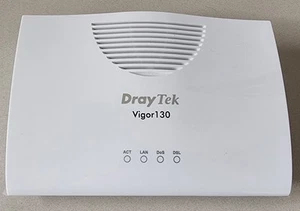 DrayTek
Vigor130
ACT LAN DoS DSL